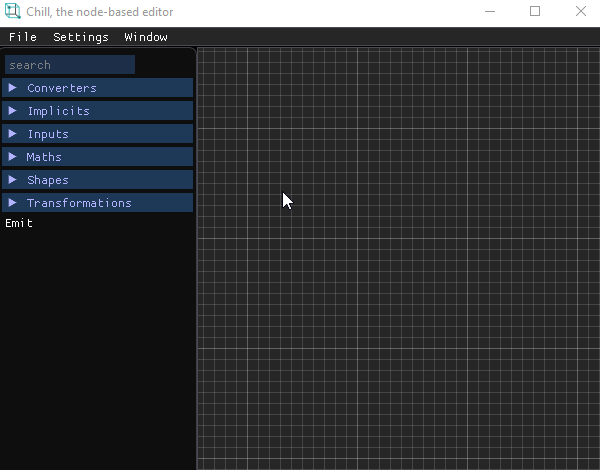 Chill, the node-based editor
File Settings Window
search
Converters
Implicits
Inputs
Maths
Shapes
Transformations
Emit